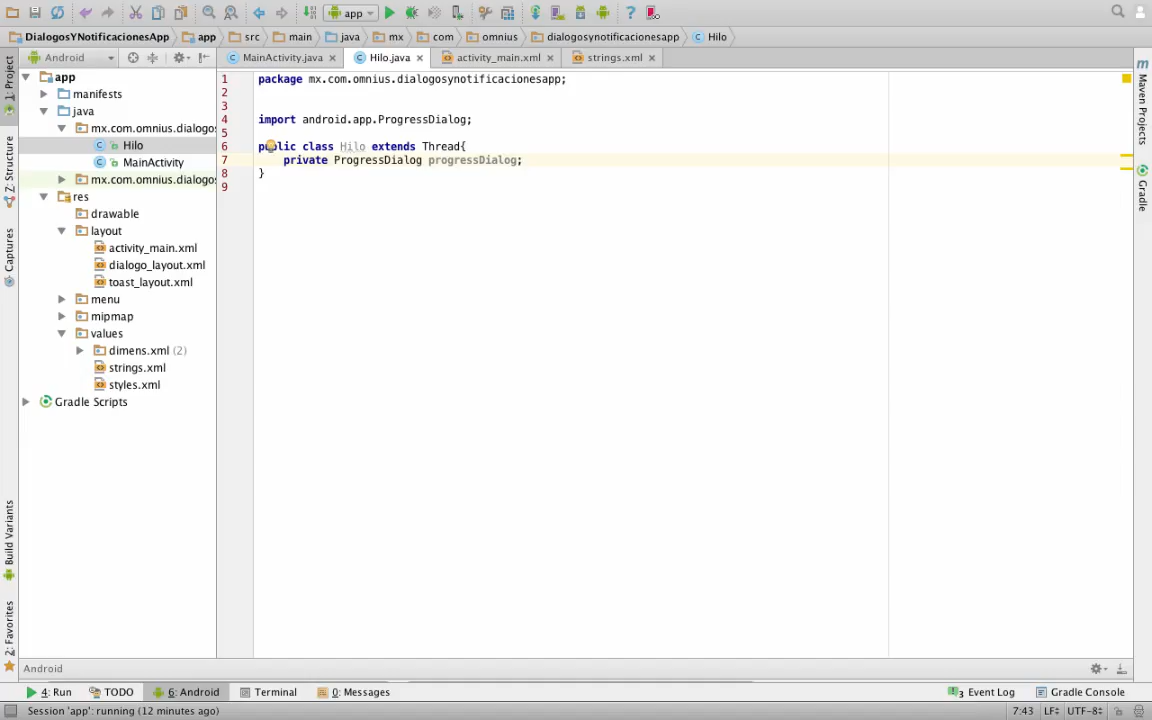 app
DialogosYNotificacionesApp app src main java mx com omnius dialogosynotificacionesapp Hilo
Android MainActivity.java Hilo.java activity_main.xml strings.xml
1: Project
Z: Structure
Captures
Build Variants
2: Favorites
app
manifests
java
mx.com.omnius.dialogos
Hilo
MainActivity
mx.com.omnius.dialogos
res
drawable
layout
activity_main.xml
dialogo_layout.xml
toast_layout.xml
menu
mipmap
values
dimens.xml (2)
strings.xml
styles.xml
Gradle Scripts
1 package mx.com.omnius.dialogosynotificacionesapp;
2
3
4 import android.app.ProgressDialog;
5
6 public class Hilo extends Thread{
7 private ProgressDialog progressDialog;
8 }
9
Maven Projects
Gradle
Android
4: Run TODO 6: Android Terminal 0: Messages 3 Event Log Gradle Console
Session 'app': running (12 minutes ago) 7:43 LF UTF-8